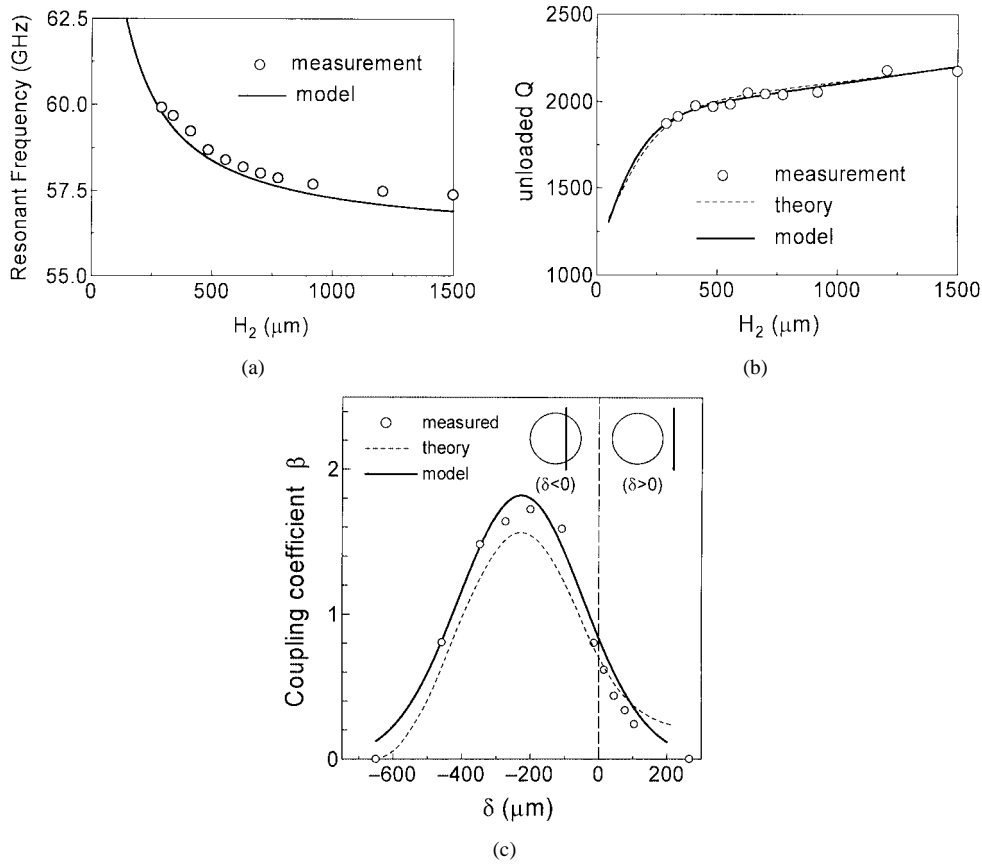 62.5
60.0
57.5
55.0
0
500
1000
1500
Resonant Frequency (GHz)
H₂ (μm)
measurement
model
(a)
2500
2000
1500
1000
0
500
1000
1500
unloaded Q
H₂ (μm)
measurement
theory
model
(b)
measured
theory
model
(δ<0)
(δ>0)
2
1
0
−600
−400
−200
0
200
Coupling coefficient β
δ (μm)
(c)